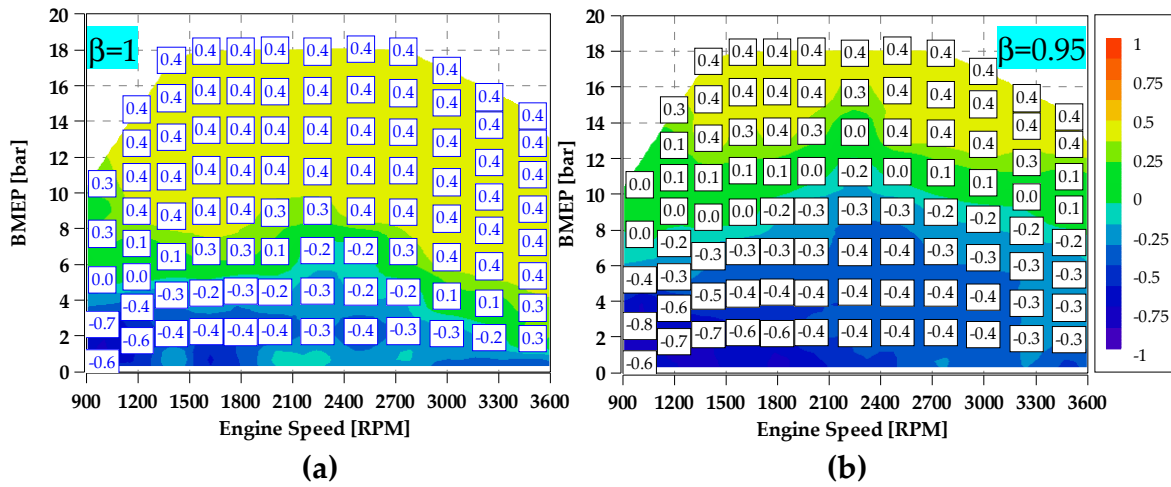 20
18
16
14
12
10
8
6
4
2
0
BMEP [bar]
β=1
0.4 0.4 0.4 0.4 0.4 0.4 0.4 0.4 0.4 0.4
0.4 0.4 0.4 0.4 0.4 0.4 0.4 0.4 0.4 0.4 0.4
0.4 0.4 0.4 0.4 0.4 0.4 0.4 0.4 0.4 0.4 0.4
0.3 0.4 0.4 0.4 0.4 0.4 0.4 0.4 0.4 0.4 0.4 0.4
0.3 0.4 0.4 0.4 0.4 0.3 0.3 0.4 0.4 0.4 0.4 0.4
0.0 0.1 0.1 0.3 0.3 0.1 -0.2 -0.2 0.3 0.4 0.4 0.4
-0.7 0.0 -0.3 -0.2 -0.3 -0.2 -0.3 -0.2 -0.2 0.1 0.1 0.3
-0.6 -0.4 -0.4 -0.4 -0.4 -0.4 -0.3 -0.4 -0.3 -0.3 -0.2 0.3
-0.6
900 1200 1500 1800 2100 2400 2700 3000 3300 3600
Engine Speed [RPM]
(a)
20
18
16
14
12
10
8
6
4
2
0
BMEP [bar]
β=0.95
0.4 0.4 0.4 0.4 0.4 0.4 0.4 0.4 0.4 0.4
0.3 0.4 0.4 0.4 0.4 0.3 0.4 0.4 0.4 0.4 0.4
0.1 0.4 0.3 0.4 0.3 0.0 0.4 0.4 0.4 0.3 0.1
0.0 0.1 0.1 0.1 0.1 0.0 -0.2 0.0 0.1 0.1 0.1 0.1
0.0 0.0 0.0 0.0 -0.2 -0.3 -0.3 -0.3 -0.2 -0.2 -0.2 -0.2
-0.4 -0.2 -0.3 -0.3 -0.3 -0.3 -0.4 -0.4 -0.3 -0.3 -0.3 -0.3
-0.8 -0.3 -0.5 -0.4 -0.4 -0.4 -0.4 -0.4 -0.4 -0.4 -0.3 -0.3
-0.6 -0.6 -0.7 -0.6 -0.6 -0.4 -0.4 -0.4 -0.4 -0.4 -0.3 -0.3
-0.7
900 1200 1500 1800 2100 2400 2700 3000 3300 3600
Engine Speed [RPM]
(b)
1
0.75
0.5
0.25
0
-0.25
-0.5
-0.75
-1